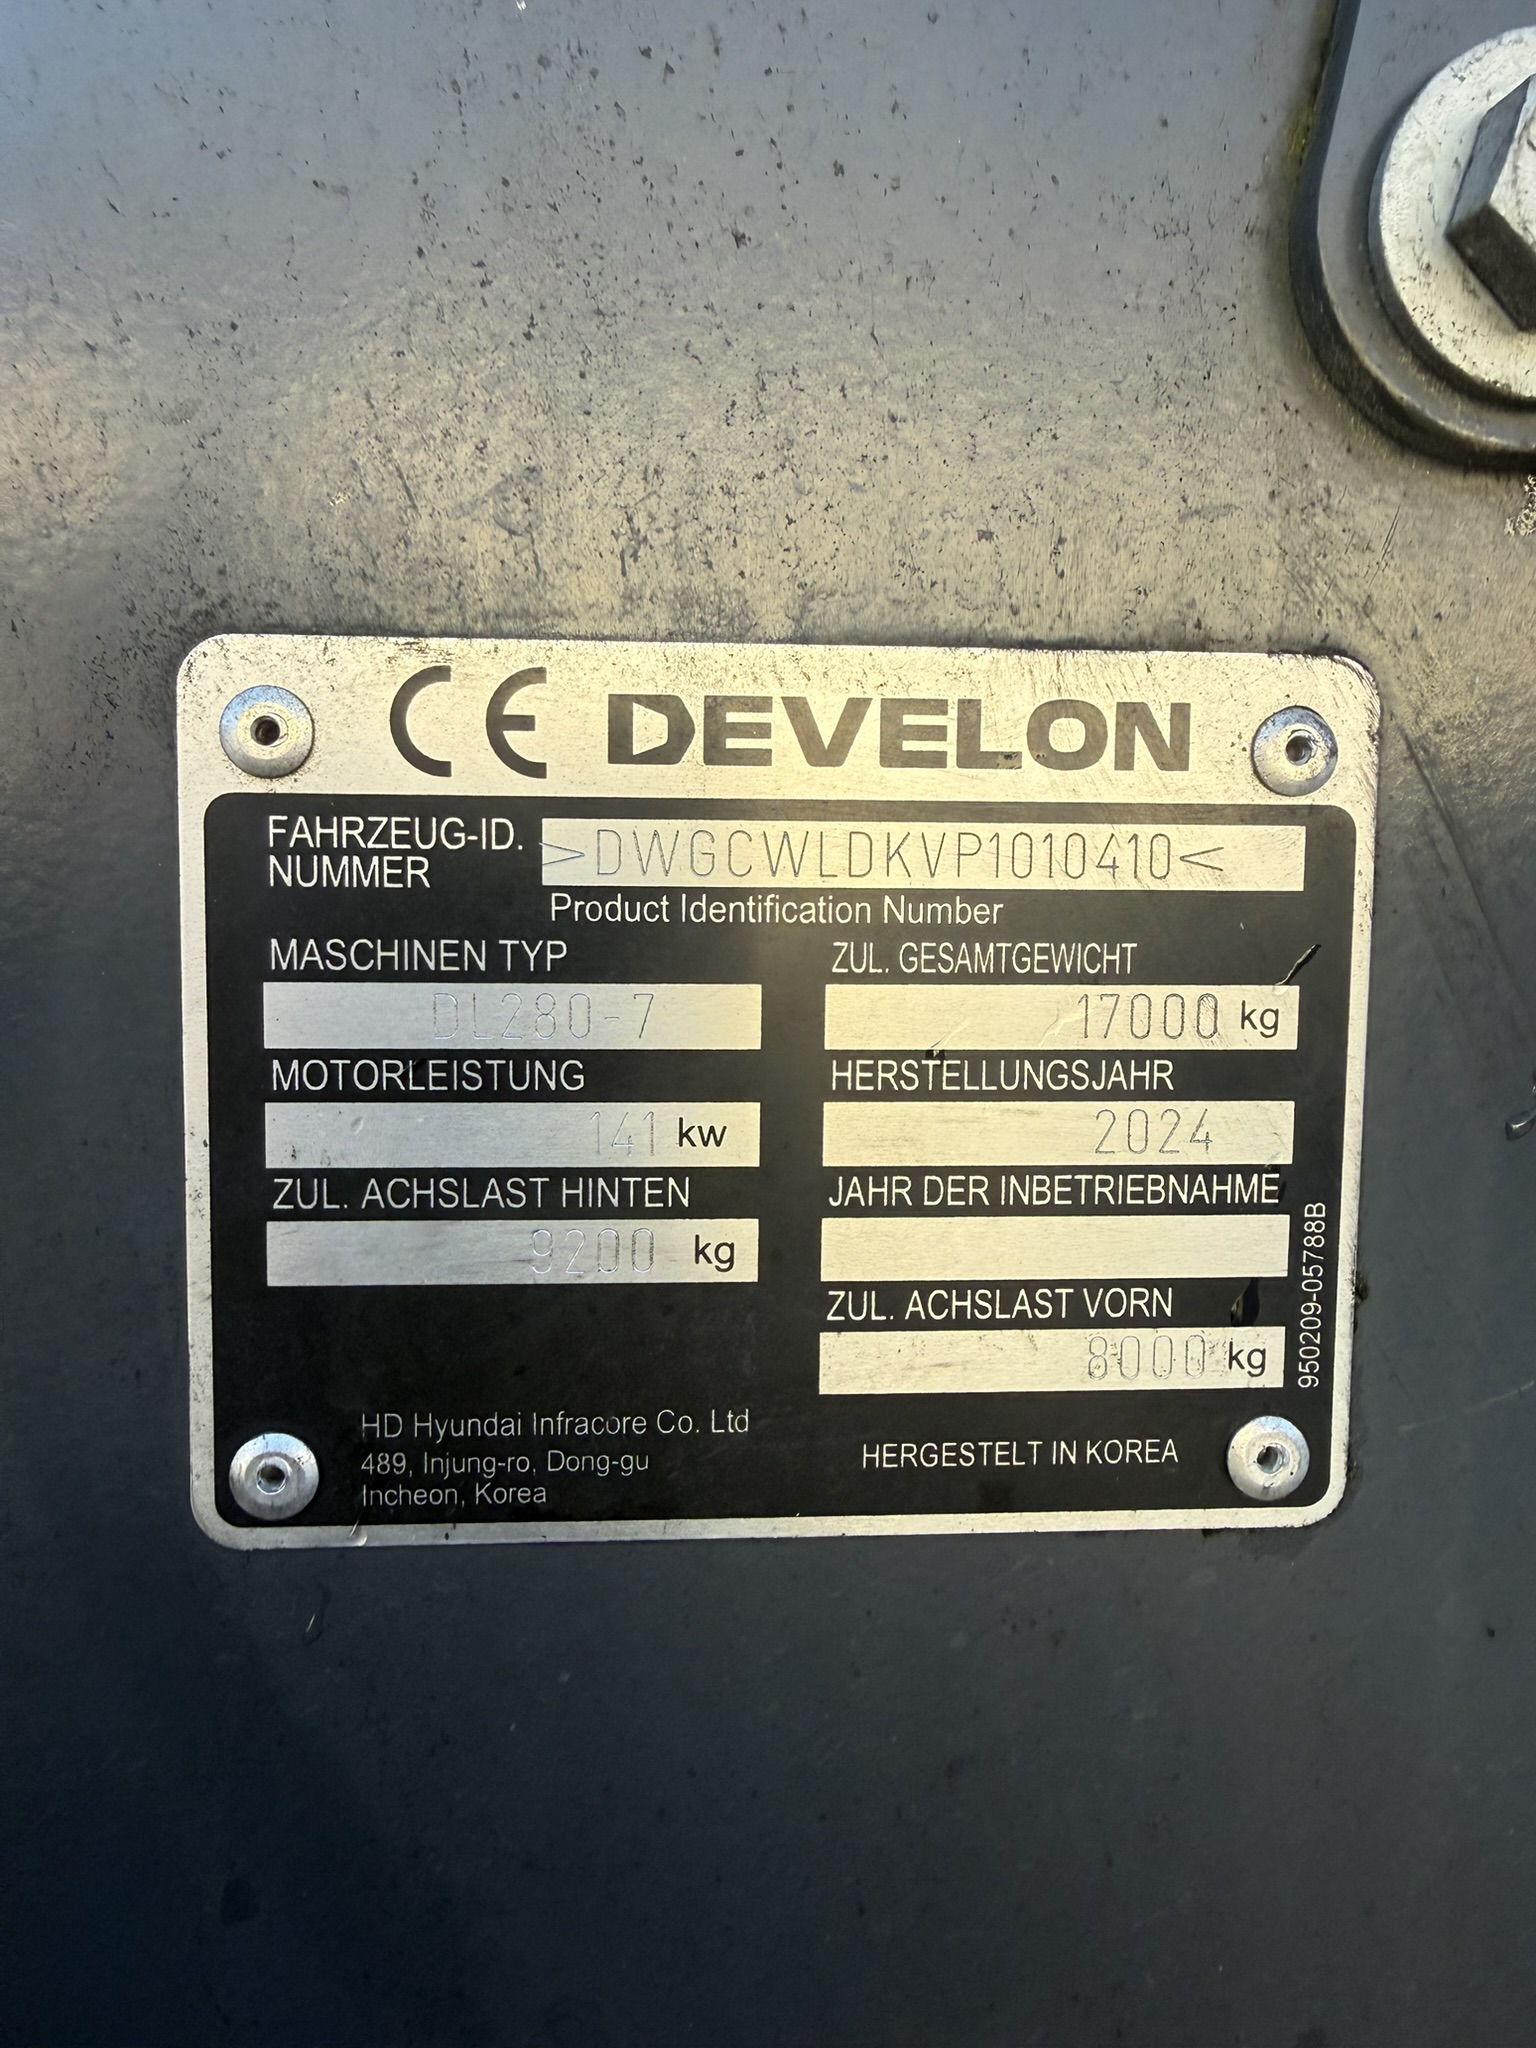 CE DEVELON
FAHRZEUG-ID.
NUMMER
>DWGCWLDKVP1010410<
Product Identification Number
MASCHINEN TYP
DL280-7
ZUL. GESAMTGEWICHT
17000 kg
MOTORLEISTUNG
141 kw
HERSTELLUNGSJAHR
2024
ZUL. ACHSLAST HINTEN
9200 kg
JAHR DER INBETRIEBNAHME
ZUL. ACHSLAST VORN
8000 kg
950209-05788B
HD Hyundai Infracore Co. Ltd
489, Injung-ro, Dong-gu
Incheon, Korea
HERGESTELT IN KOREA